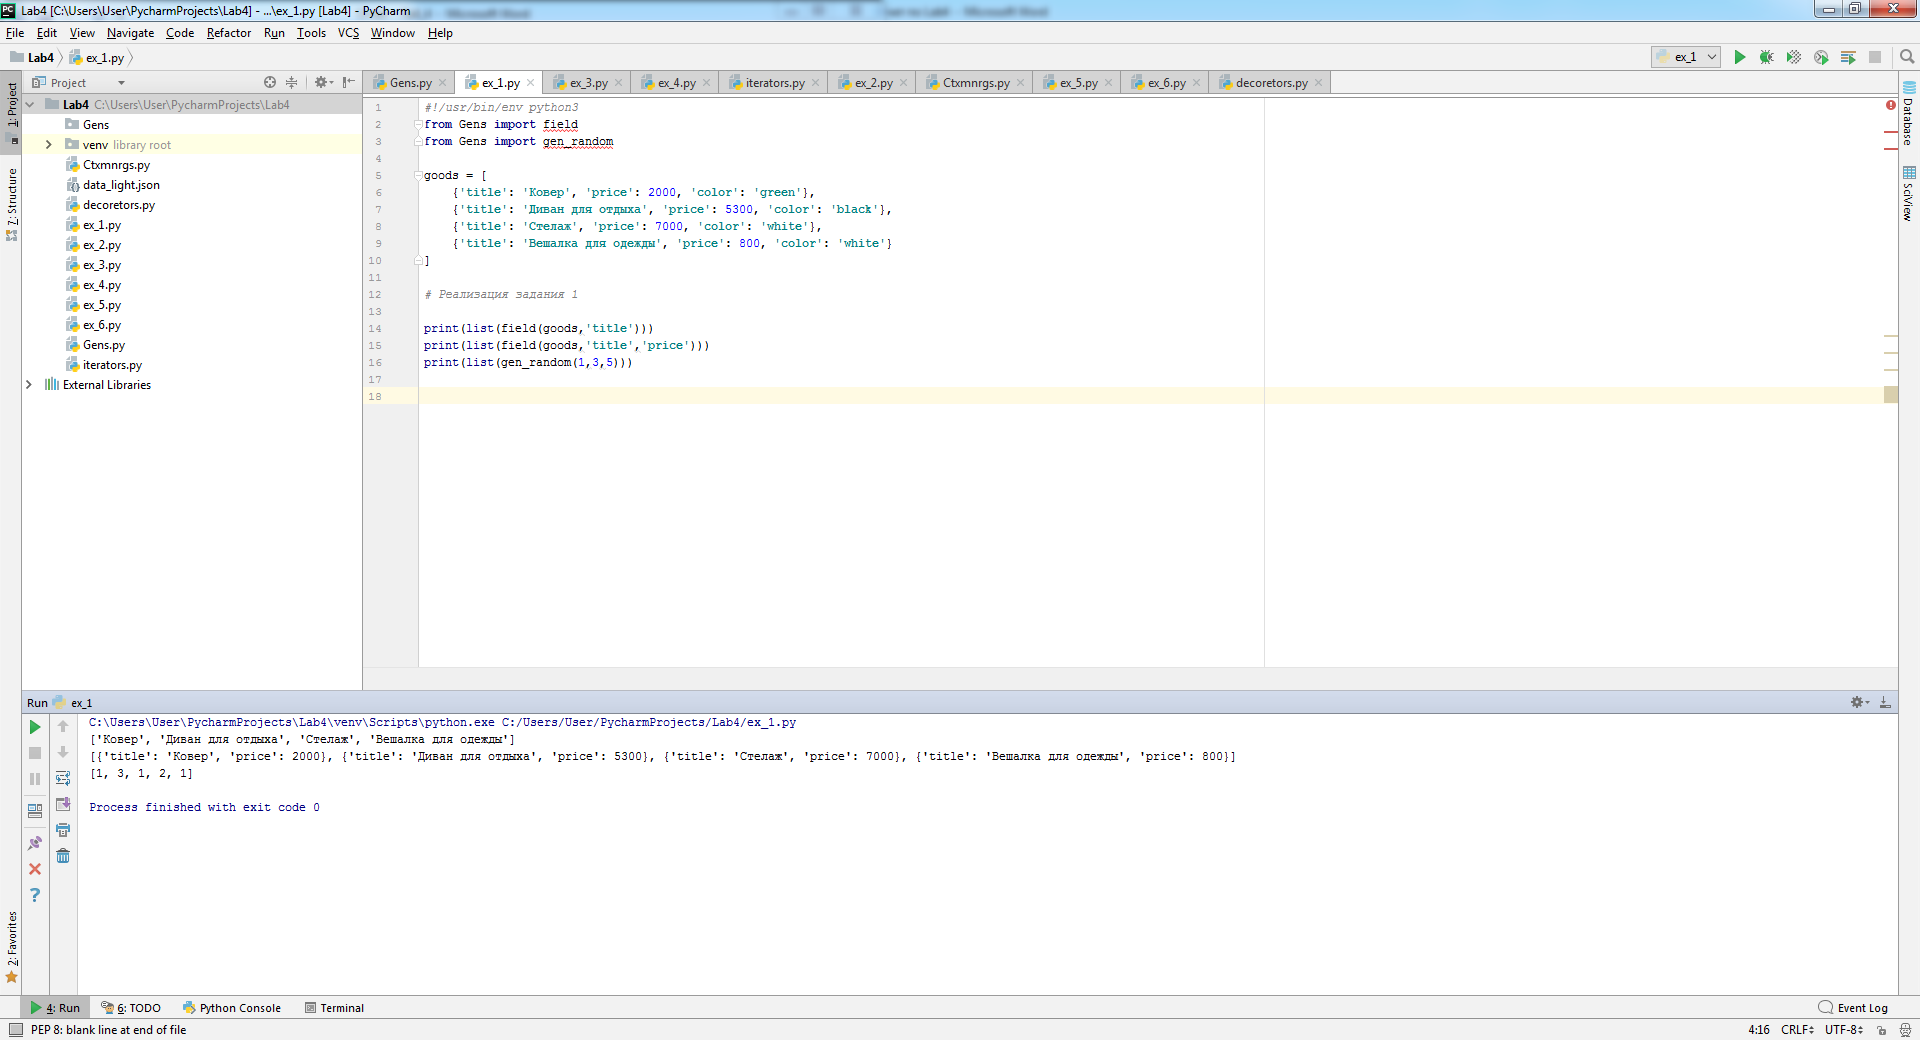 Lab4 [C:\Users\User\PycharmProjects\Lab4] - ...\ex_1.py [Lab4] - PyCharm
File Edit View Navigate Code Refactor Run Tools VCS Window Help
Lab4 ex_1.py ex_1
Project
Gens.py ex_1.py ex_3.py ex_4.py iterators.py ex_2.py Ctxmnrgs.py ex_5.py ex_6.py decoretors.py
1: Project
7: Structure
2: Favorites
Database
SciView
Lab4 C:\Users\User\PycharmProjects\Lab4
Gens
venv library root
Ctxmnrgs.py
data_light.json
decoretors.py
ex_1.py
ex_2.py
ex_3.py
ex_4.py
ex_5.py
ex_6.py
Gens.py
iterators.py
External Libraries
1 #!/usr/bin/env python3
2 from Gens import field
3 from Gens import gen_random
4
5 goods = [
6 {'title': 'Ковер', 'price': 2000, 'color': 'green'},
7 {'title': 'Диван для отдыха', 'price': 5300, 'color': 'black'},
8 {'title': 'Стелаж', 'price': 7000, 'color': 'white'},
9 {'title': 'Вешалка для одежды', 'price': 800, 'color': 'white'}
10 ]
11
12 # Реализация задания 1
13
14 print(list(field(goods,'title')))
15 print(list(field(goods,'title','price')))
16 print(list(gen_random(1,3,5)))
17
18
Run ex_1
C:\Users\User\PycharmProjects\Lab4\venv\Scripts\python.exe C:/Users/User/PycharmProjects/Lab4/ex_1.py
['Ковер', 'Диван для отдыха', 'Стелаж', 'Вешалка для одежды']
[{'title': 'Ковер', 'price': 2000}, {'title': 'Диван для отдыха', 'price': 5300}, {'title': 'Стелаж', 'price': 7000}, {'title': 'Вешалка для одежды', 'price': 800}]
[1, 3, 1, 2, 1]
Process finished with exit code 0
4: Run 6: TODO Python Console Terminal Event Log
PEP 8: blank line at end of file 4:16 CRLF UTF-8